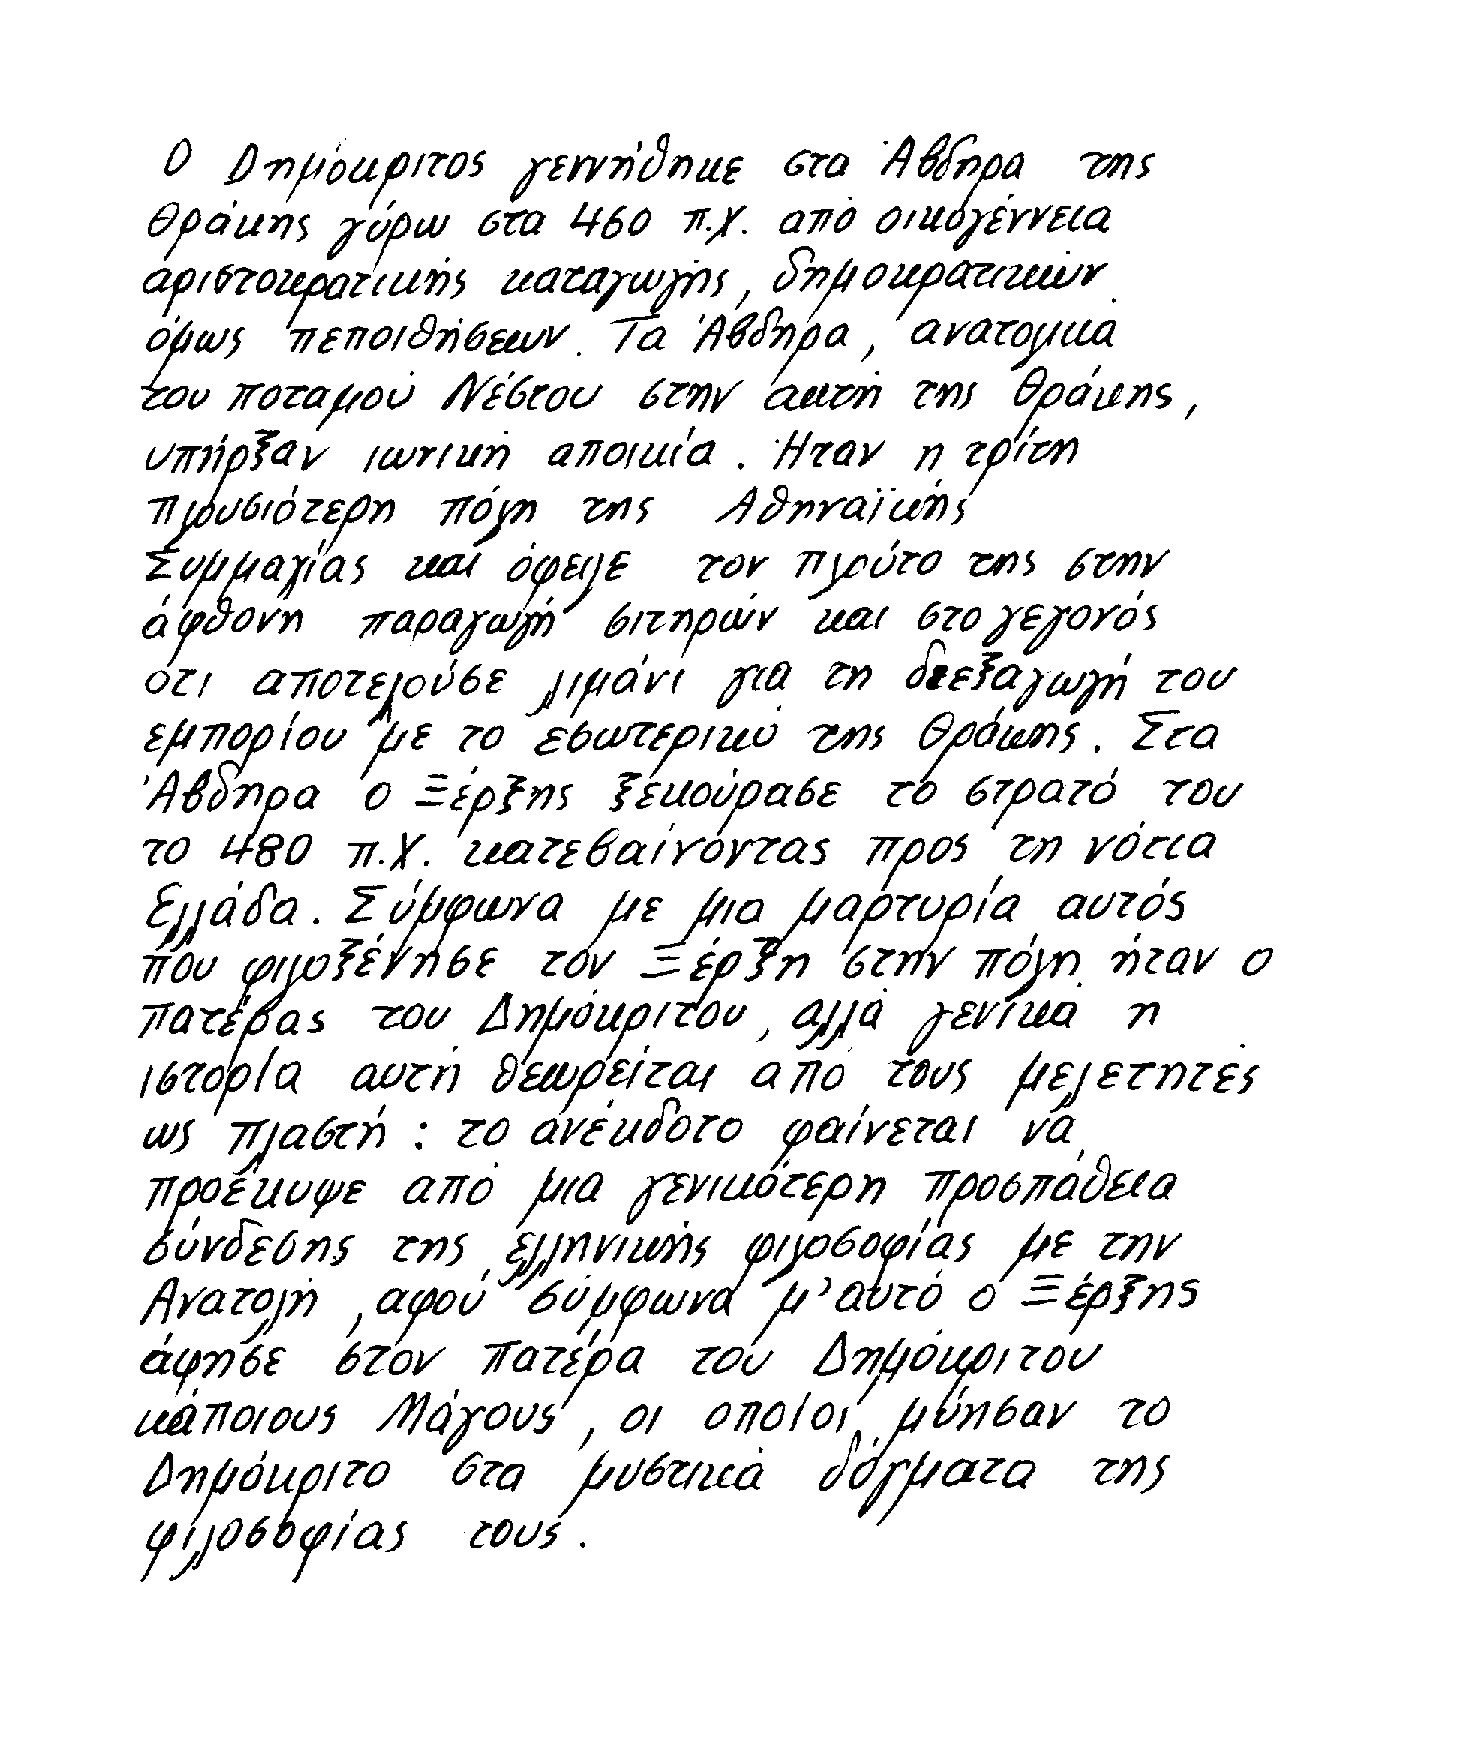 Ο Δημόκριτος γεννήθηκε στα Άβδηρα της
Θράκης γύρω στα 460 π.Χ. από οικογέννεια
αριστοκρατικής καταγωγής, δημοκρατικών
όμως πεποιθήσεων. Τα Άβδηρα, ανατολικά
του ποταμού Νέστου στην ακτή της Θράκης,
υπήρξαν ιωνική αποικία. Ήταν η τρίτη
πλουσιότερη πόλη της Αθηναϊκής
Συμμαχίας και όφειλε τον πλούτο της στην
άφθονη παραγωγή σιτηρών και στο γεγονός
ότι αποτελούσε λιμάνι για τη διεξαγωγή του
εμπορίου με το εσωτερικό της Θράκης. Στα
Άβδηρα ο Ξέρξης ξεκούρασε το στρατό του
το 480 π.Χ. κατεβαίνοντας προς τη νότια
Ελλάδα. Σύμφωνα με μια μαρτυρία αυτός
που φιλοξένησε τον Ξέρξη στην πόλη ήταν ο
πατέρας του Δημόκριτου, αλλά γενικά η
ιστορία αυτή θεωρείται από τους μελετητές
ως πλαστή: το ανέκδοτο φαίνεται να
προέκυψε από μια γενικότερη προσπάθεια
σύνδεσης της ελληνικής φιλοσοφίας με την
Ανατολή, αφού σύμφωνα μ' αυτό ο Ξέρξης
άφησε στον πατέρα του Δημόκριτου
κάποιους Μάγους, οι οποίοι μύησαν το
Δημόκριτο στα μυστικά δόγματα της
φιλοσοφίας τους.